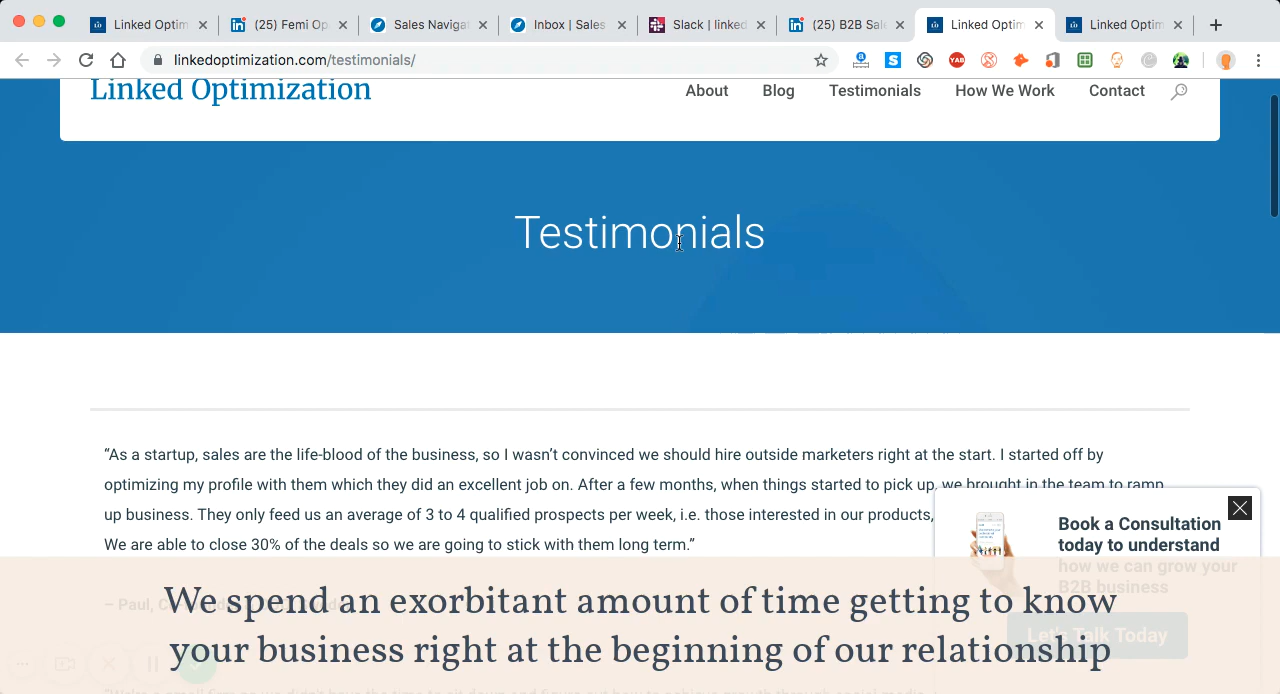 Linked Optim
(25) Femi Op
Sales Navigat
Inbox | Sales
Slack | linked
(25) B2B Sale
Linked Optim
Linked Optim
linkedoptimization.com/testimonials/
YAB
Linked Optimization
About
Blog
Testimonials
How We Work
Contact
Testimonials
“As a startup, sales are the life-blood of the business, so I wasn’t convinced we should hire outside marketers right at the start. I started off by
optimizing my profile with them which they did an excellent job on. After a few months, when things started to pick up, we brought in the team to ramp
up business. They only feed us an average of 3 to 4 qualified prospects per week, i.e. those interested in our products,
We are able to close 30% of the deals so we are going to stick with them long term.”
– Paul,
Book a Consultation
today to understand
how we can grow your
B2B business
Let's Talk Today
We spend an exorbitant amount of time getting to know
your business right at the beginning of our relationship